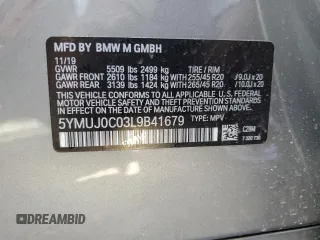 MFD BY BMW M GMBH
11/19
GVWR 5509 lbs 2499 kg TIRE / RIM
GAWR FRONT 2610 lbs 1184 kg WITH 255/45 R20 / 9.0J x 20
GAWR REAR 3139 lbs 1424 kg WITH 265/45 R20 / 10.0J x 20
THIS VEHICLE CONFORMS TO ALL APPLICABLE U.S. FEDERAL MOTOR
VEHICLE SAFETY, BUMPER, AND THEFT PREVENTION STANDARDS IN
EFFECT ON THE DATE OF MANUFACTURE SHOWN ABOVE.
5YMUJ0C03L9B41679 TYPE: MPV
DREAMBID